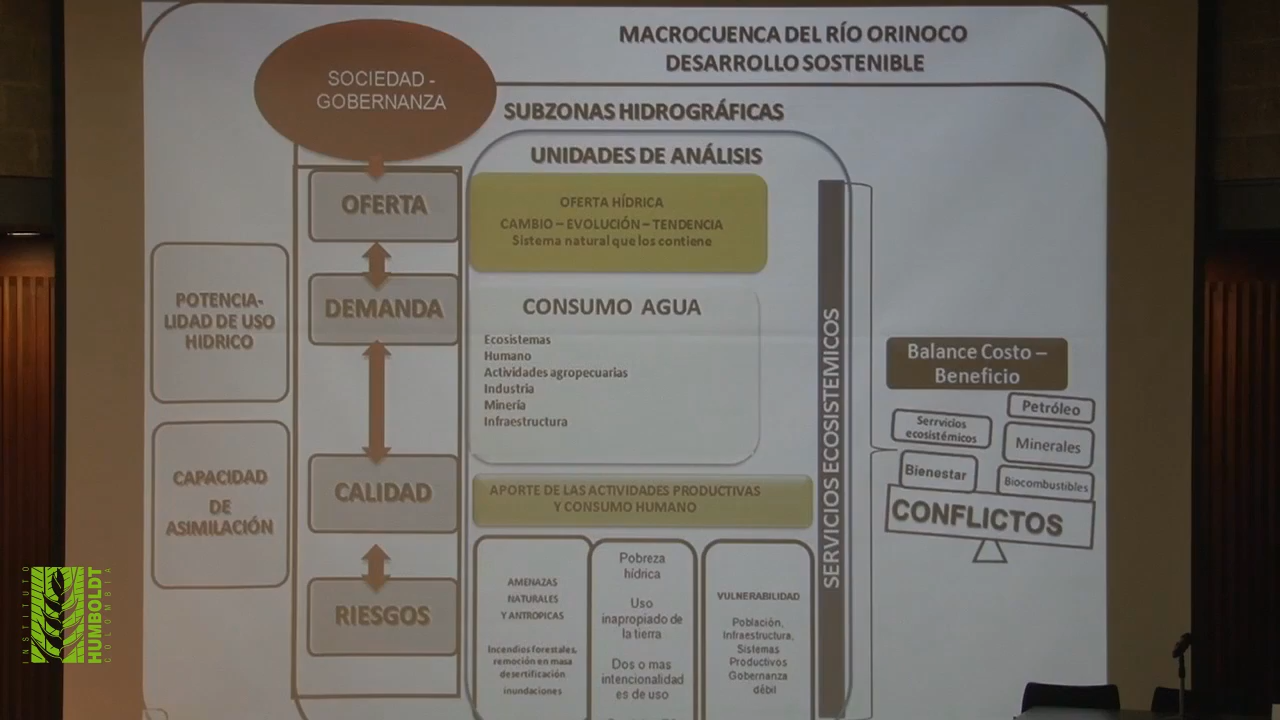 MACROCUENCA DEL RÍO ORINOCO
DESARROLLO SOSTENIBLE
SOCIEDAD -
GOBERNANZA
SUBZONAS HIDROGRÁFICAS
UNIDADES DE ANÁLISIS
OFERTA
OFERTA HÍDRICA
CAMBIO – EVOLUCIÓN – TENDENCIA
Sistema natural que los contiene
POTENCIA-
LIDAD DE USO
HIDRICO
DEMANDA
CONSUMO AGUA
Ecosistemas
Humano
Actividades agropecuarias
Industria
Minería
Infraestructura
CAPACIDAD
DE
ASIMILACIÓN
CALIDAD
APORTE DE LAS ACTIVIDADES PRODUCTIVAS
Y CONSUMO HUMANO
RIESGOS
AMENAZAS
NATURALES
Y ANTROPICAS
Incendios forestales,
remoción en masa
desertificación
inundaciones
Pobreza
hídrica
Uso
inapropiado de
la tierra
Dos o mas
intencionalidad
es de uso
VULNERABILIDAD
Población,
Infraestructura,
Sistemas
Productivos
Gobernanza
débil
SERVICIOS ECOSISTEMICOS
Balance Costo –
Beneficio
Petróleo
Serrvicios
ecosistémicos
Minerales
Bienestar
Biocombustibles
CONFLICTOS
INSTITUTO
HUMBOLDT
COLOMBIA